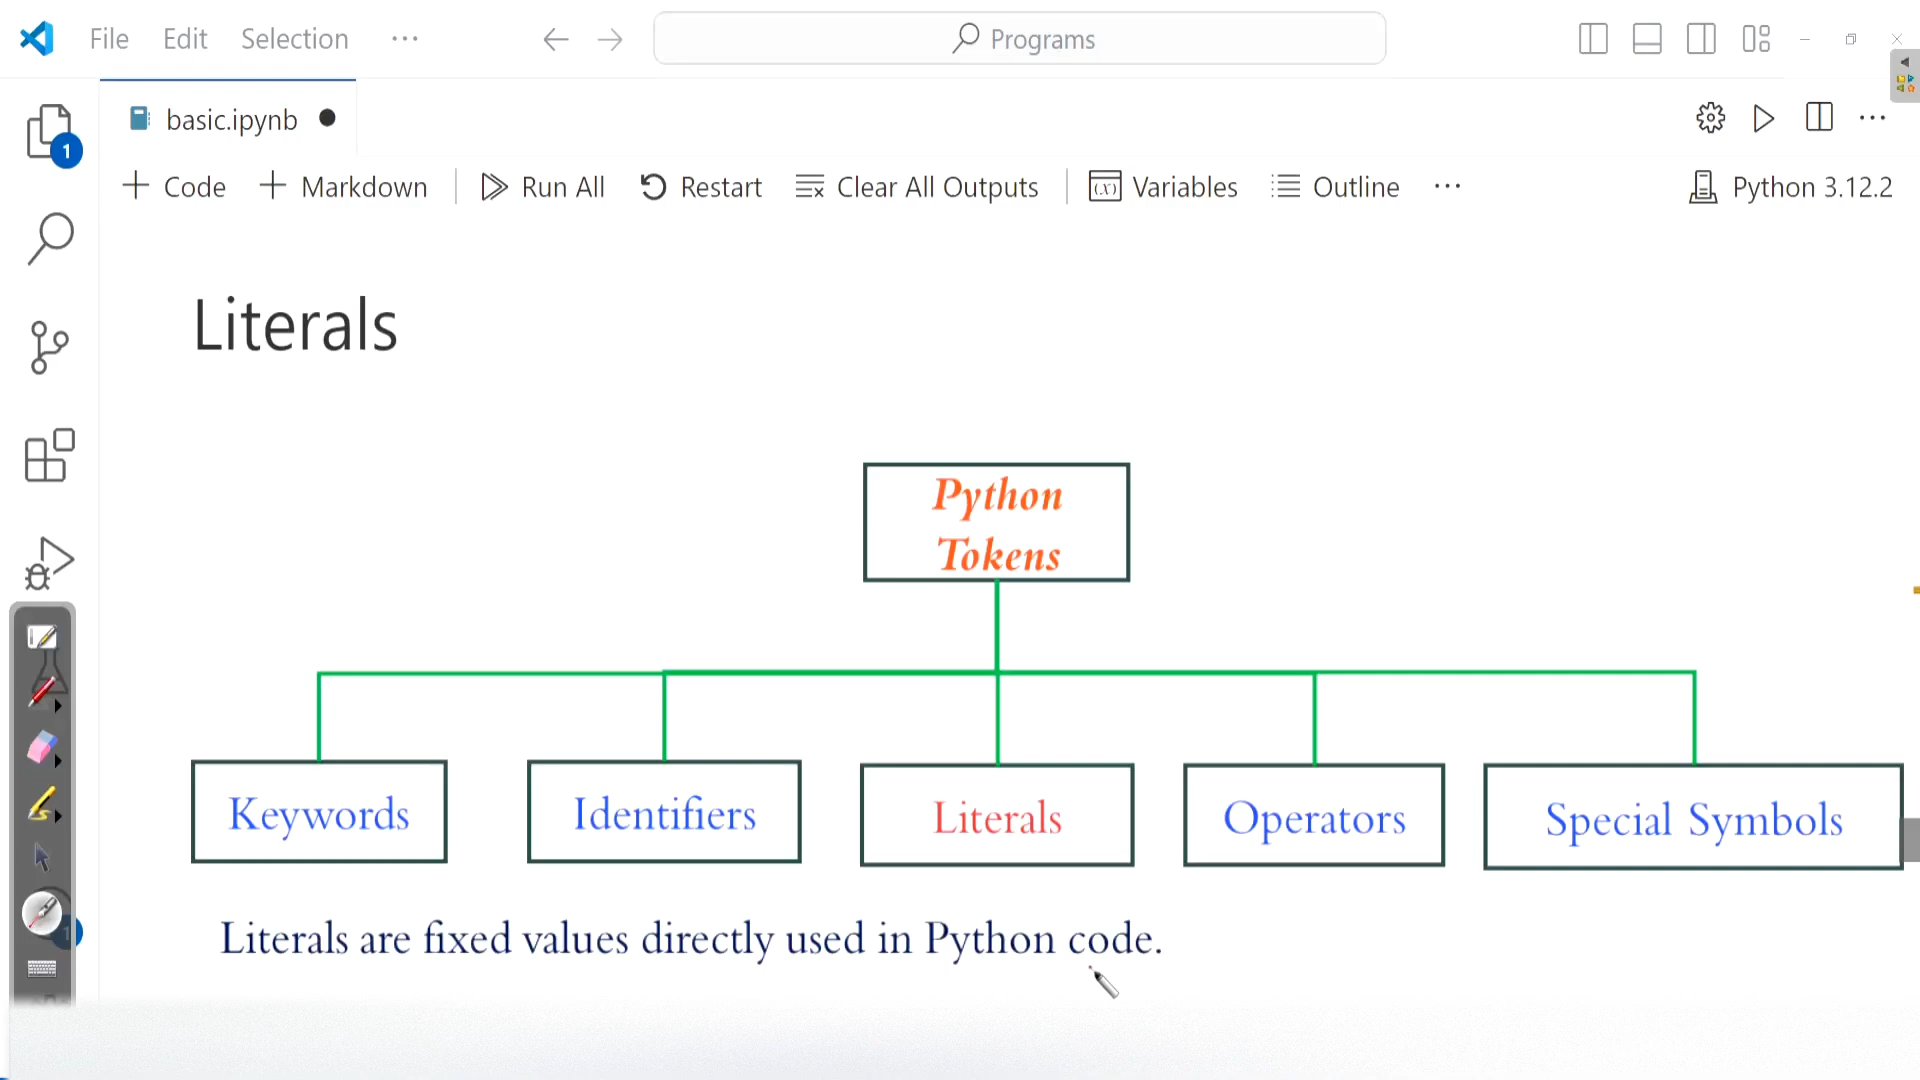 File Edit Selection ··· Programs
basic.ipynb
Code Markdown Run All Restart Clear All Outputs Variables Outline ··· Python 3.12.2
1
Literals
Python
Tokens
Keywords Identifiers Literals Operators Special Symbols
Literals are fixed values directly used in Python code.
1